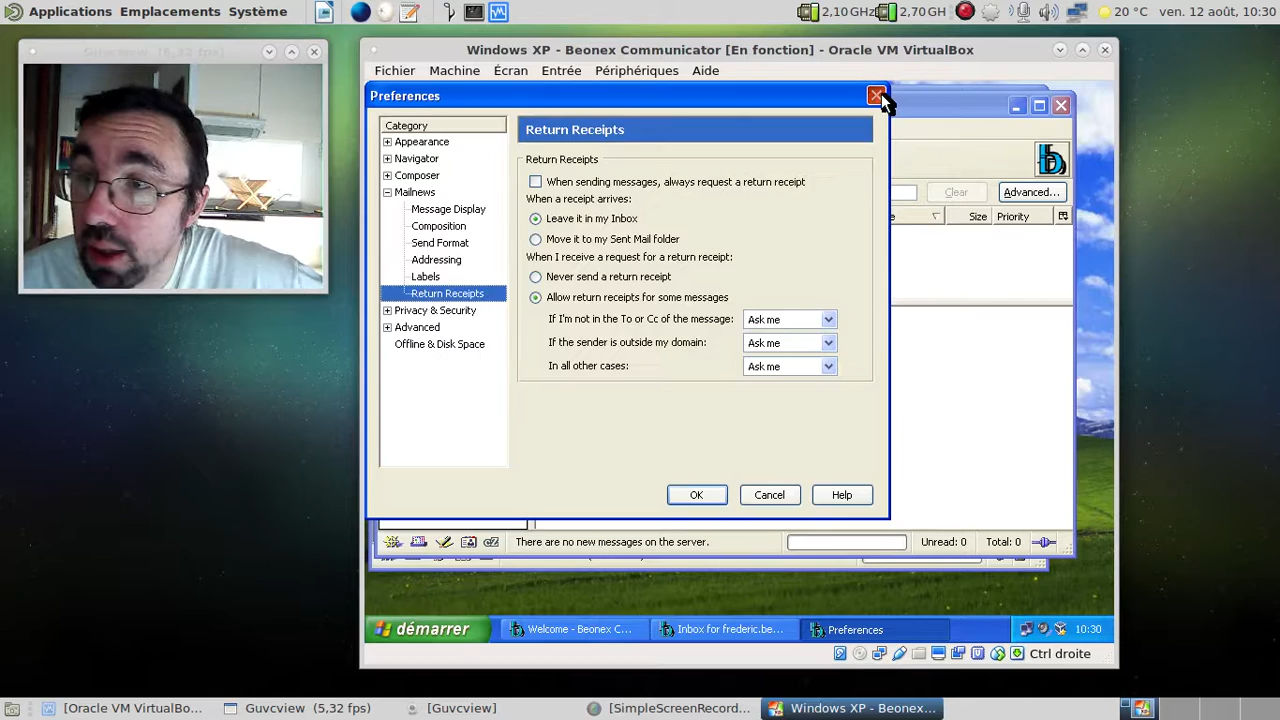 Applications Emplacements Système
2,10 GHz 2,70 GH 20 °C ven. 12 août, 10:30
Guvcview (5,32 fps)
Windows XP - Beonex Communicator [En fonction] - Oracle VM VirtualBox
Fichier Machine Écran Entrée Périphériques Aide
Preferences
Category
Appearance
Navigator
Composer
Mailnews
Message Display
Composition
Send Format
Addressing
Labels
Return Receipts
Privacy & Security
Advanced
Offline & Disk Space
Return Receipts
Return Receipts
When sending messages, always request a return receipt
When a receipt arrives:
Leave it in my Inbox
Move it to my Sent Mail folder
When I receive a request for a return receipt:
Never send a return receipt
Allow return receipts for some messages
If I'm not in the To or Cc of the message: Ask me
If the sender is outside my domain: Ask me
In all other cases: Ask me
OK Cancel Help
Clear Advanced...
Size Priority
There are no new messages on the server. Unread: 0 Total: 0
démarrer Welcome - Beonex C... Inbox for frederic.be... Preferences 10:30
Ctrl droite
[Oracle VM VirtualBo... Guvcview (5,32 fps) [Guvcview] [SimpleScreenRecord... Windows XP - Beonex...